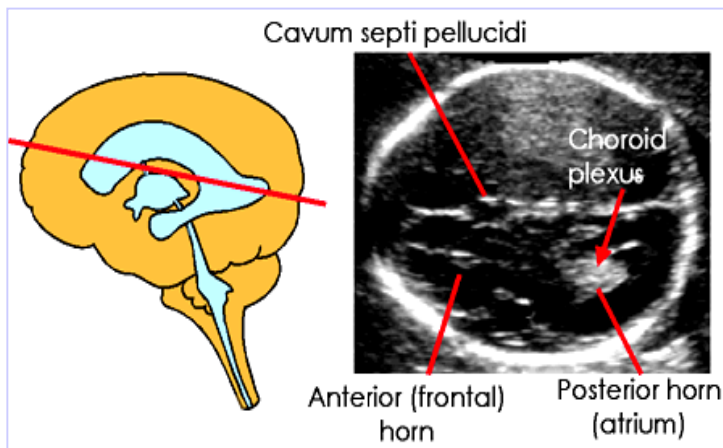 Cavum septi pellucidi
Choroid
plexus
Anterior (frontal)
horn
Posterior horn
(atrium)